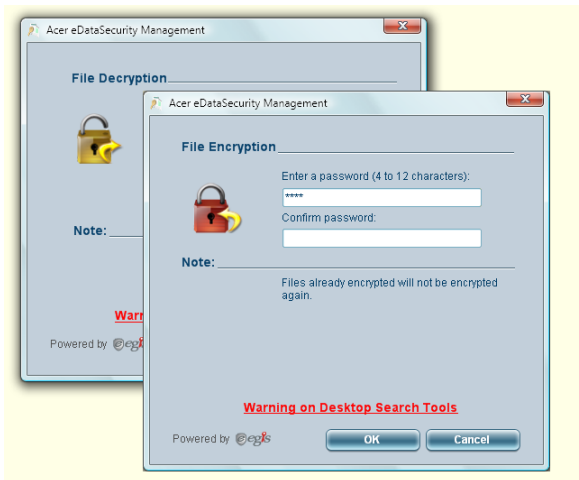 Acer eDataSecurity Management
File Decryption
Note:
Powered by egis
Acer eDataSecurity Management
File Encryption
Enter a password (4 to 12 characters):
****
Confirm password:
Note:
Files already encrypted will not be encrypted
again.
Warning on Desktop Search Tools
Powered by egis
OK
Cancel